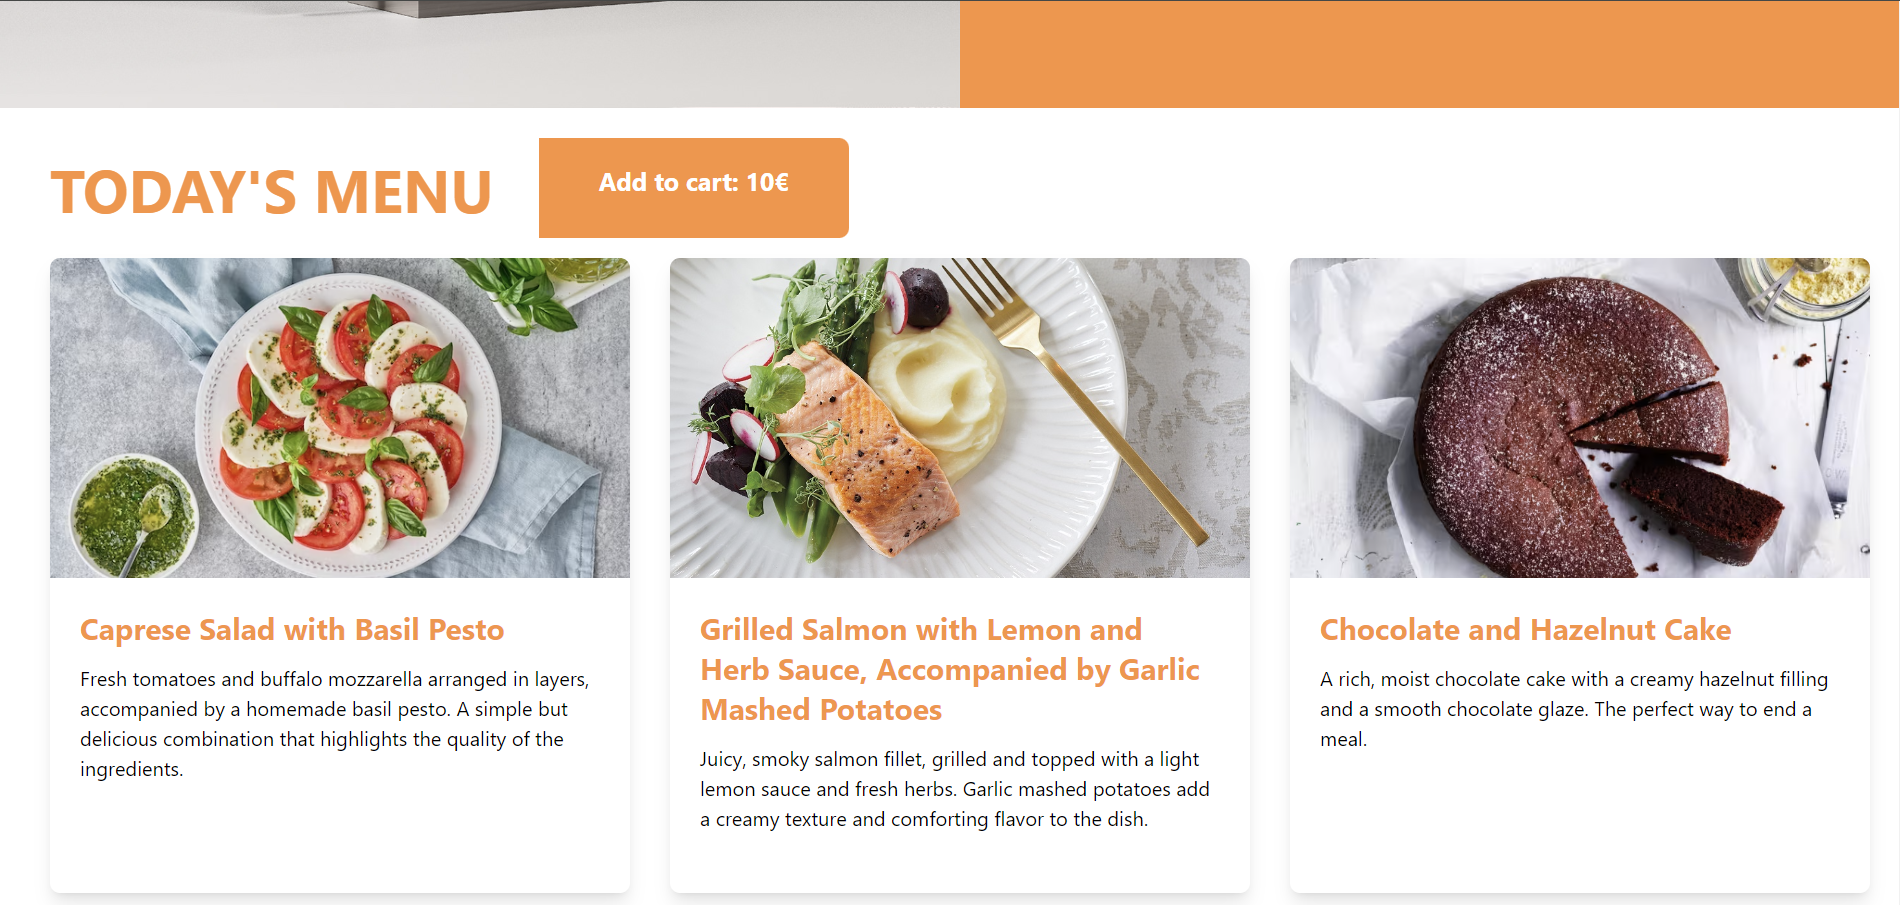 TODAY'S MENU
Add to cart: 10€
Caprese Salad with Basil Pesto
Fresh tomatoes and buffalo mozzarella arranged in layers,
accompanied by a homemade basil pesto. A simple but
delicious combination that highlights the quality of the
ingredients.
Grilled Salmon with Lemon and
Herb Sauce, Accompanied by Garlic
Mashed Potatoes
Juicy, smoky salmon fillet, grilled and topped with a light
lemon sauce and fresh herbs. Garlic mashed potatoes add
a creamy texture and comforting flavor to the dish.
Chocolate and Hazelnut Cake
A rich, moist chocolate cake with a creamy hazelnut filling
and a smooth chocolate glaze. The perfect way to end a
meal.